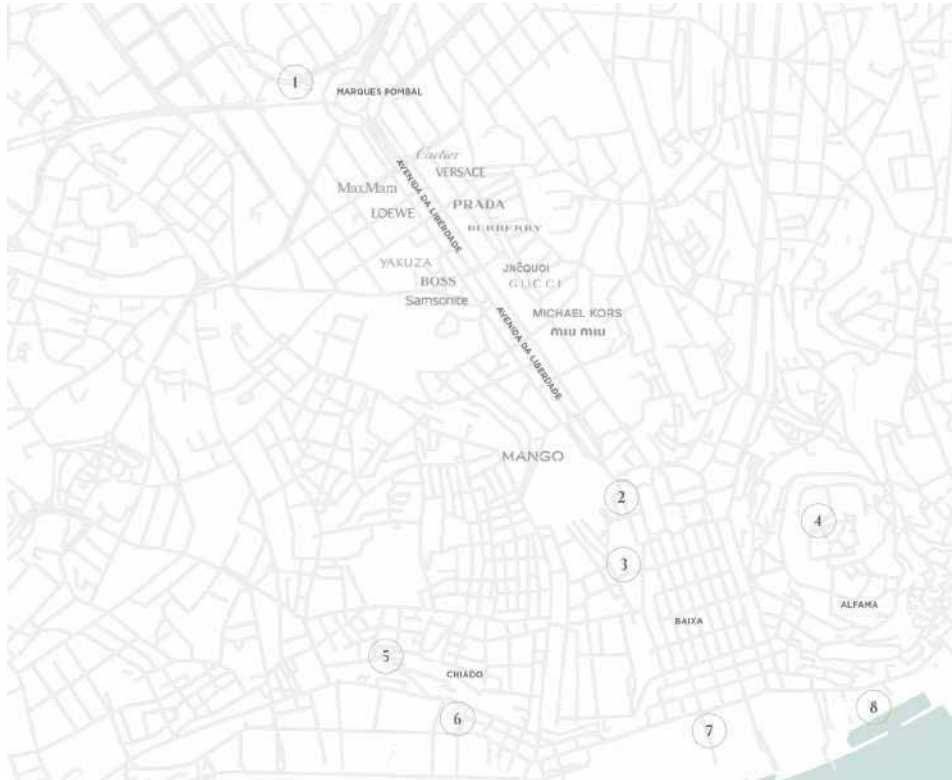 1
MARQUES POMBAL
Cartier
VERSACE
MaxMara
PRADA
LOEWE
BURBERRY
AVENIDA DA LIBERDADE
YAKUZA
JNcQUOI
BOSS
GUCCI
Samsonite
MICHAEL KORS
miu miu
AVENIDA DA LIBERDADE
MANGO
2
4
3
ALFAMA
BAIXA
5
CHIADO
6
7
8